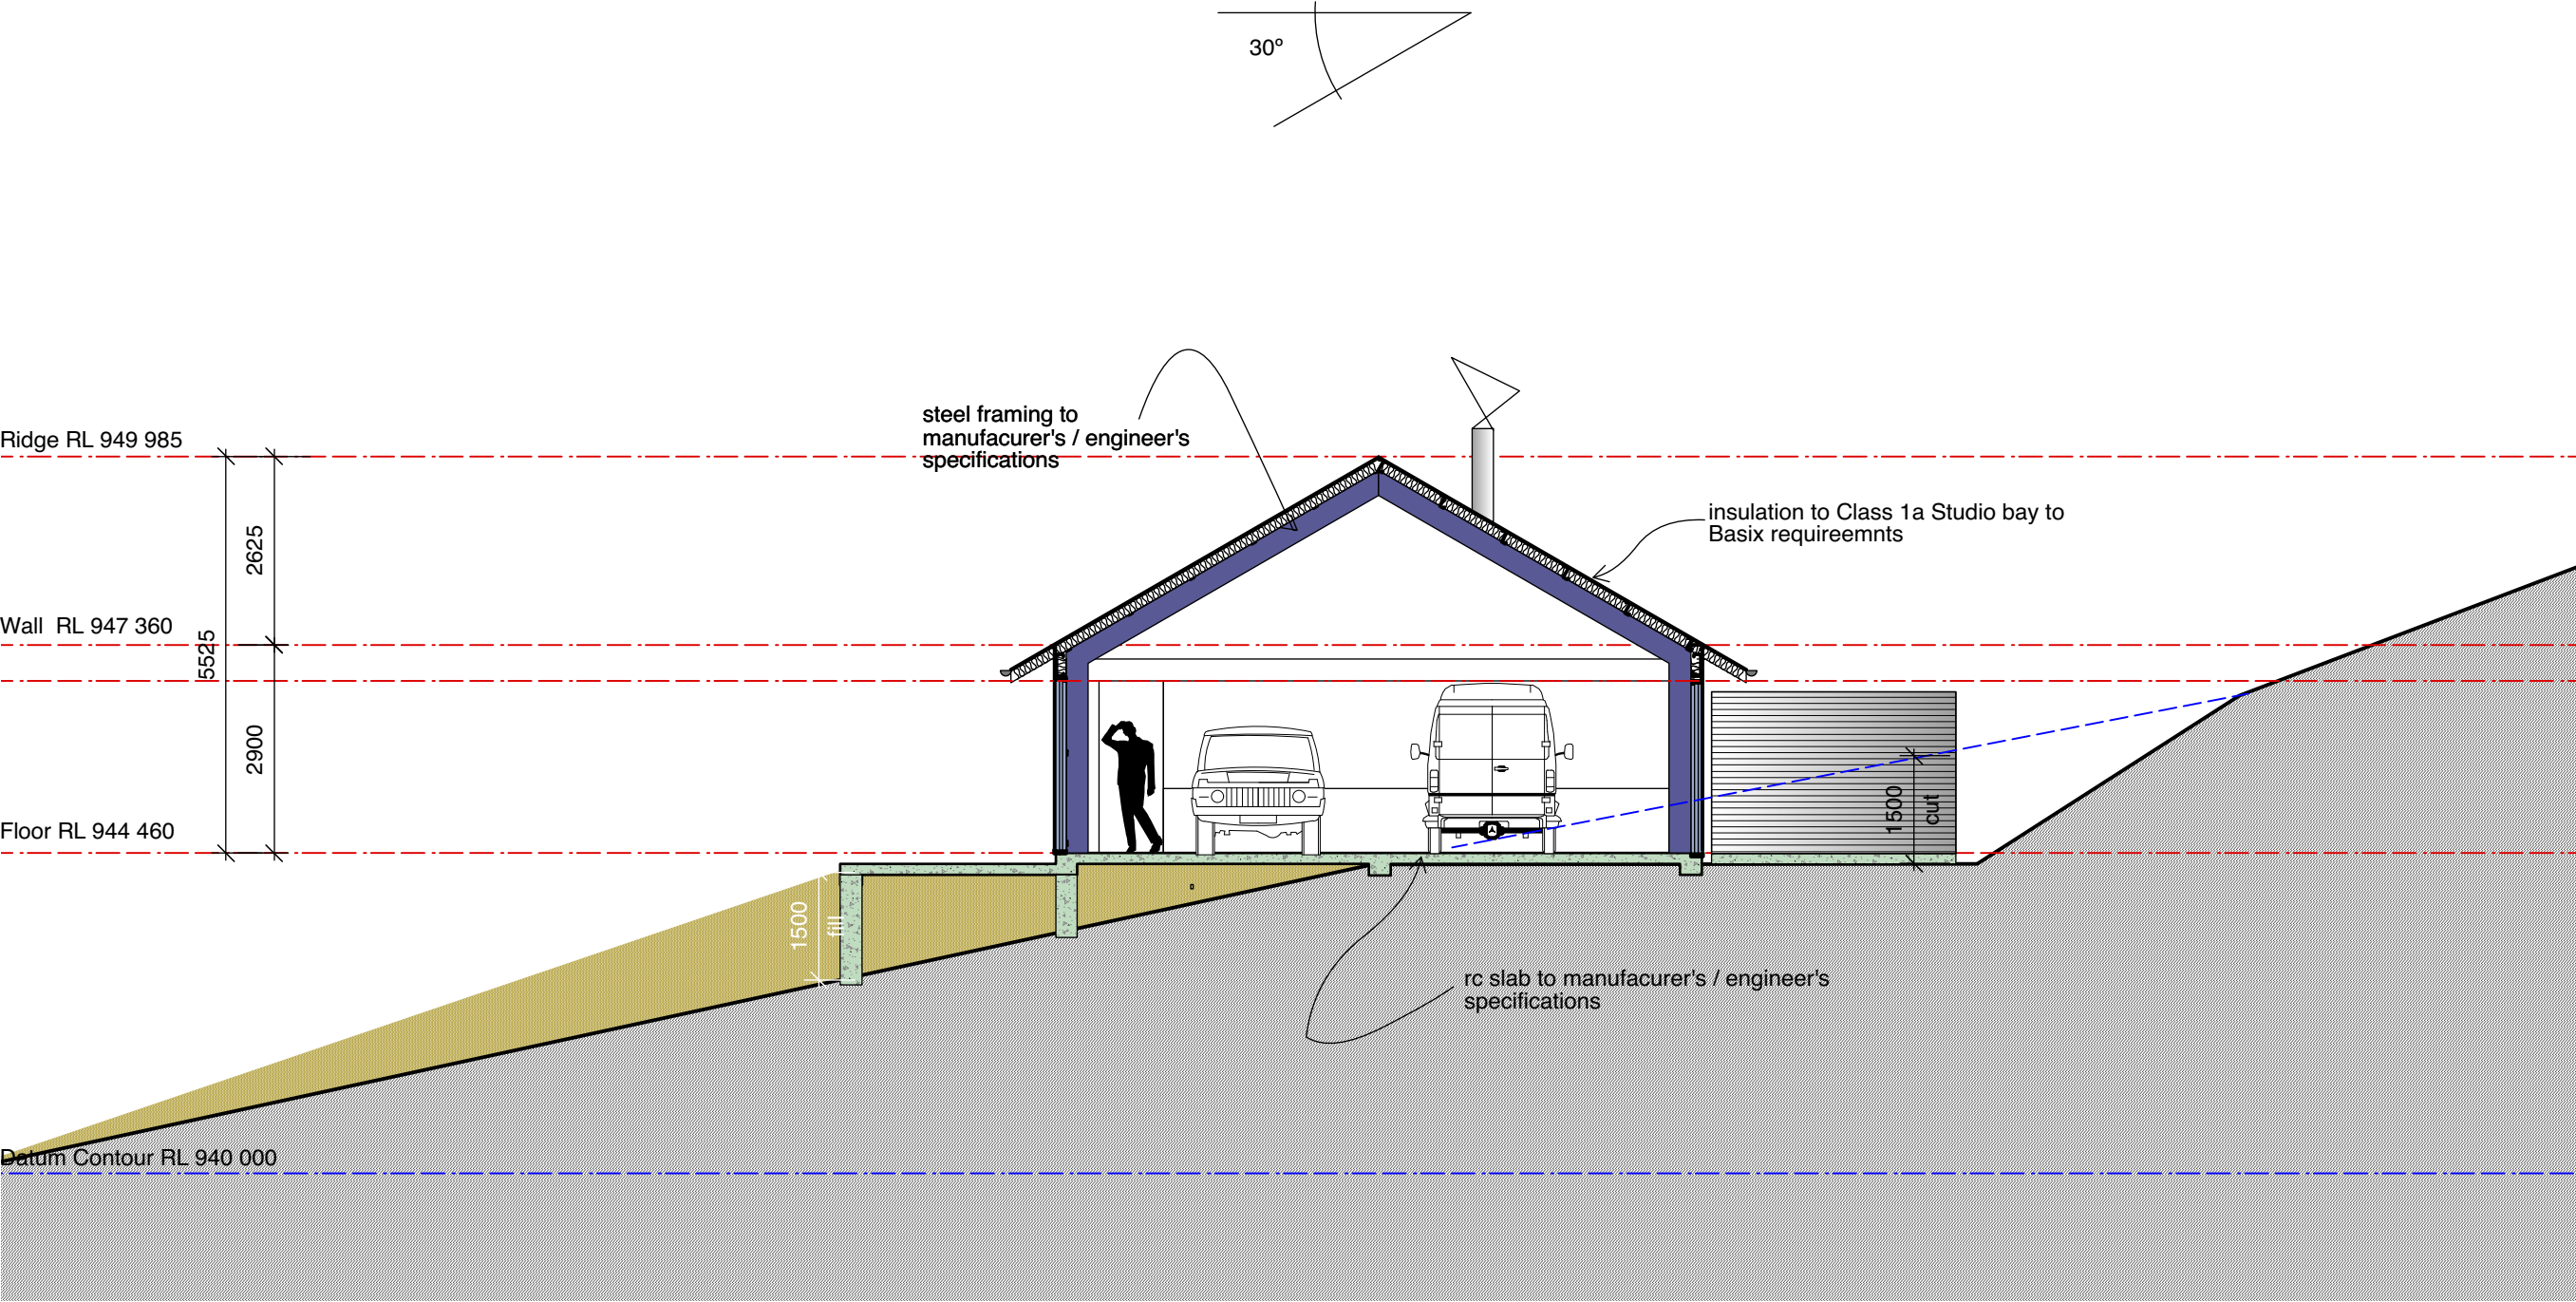 30º
steel framing to
manufacurer's / engineer's
specifications
Ridge RL 949 985
insulation to Class 1a Studio bay to
Basix requireemnts
2625
Wall  RL 947 360
5525
2900
Floor RL 944 460
1500
cut
1500
fill
rc slab to manufacurer's / engineer's
specifications
Datum Contour RL 940 000